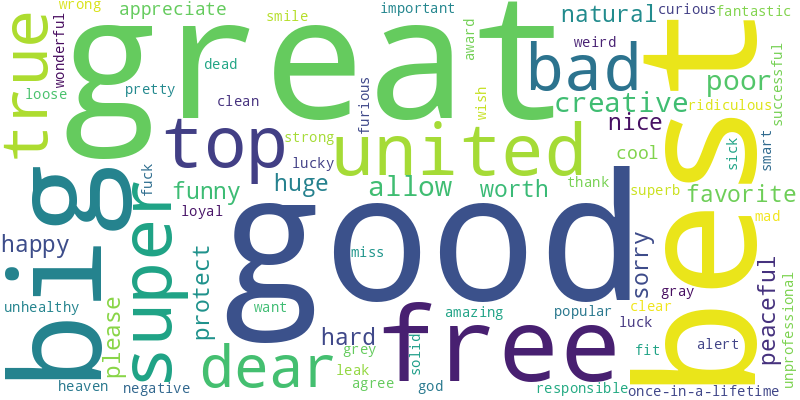 wrong
appreciate
smile
important
natural
curious
fantastic
true
wonderful
great
award
bad
weird
best
successful
dead
pretty
loose
clean
furious
wish
creative
poor
ridiculous
top
strong
united
nice
lucky
cool
sick
smart
fuck
funny
huge
allow
worth
thank
superb
favorite
big
super
loyal
good
mad
happy
protect
miss
sorry
peaceful
gray
unhealthy
please
want
free
amazing
popular
clear
luck
unprofessional
hard
grey
solid
dear
leak
agree
god
fit
alert
heaven
negative
responsible
once-in-a-lifetime